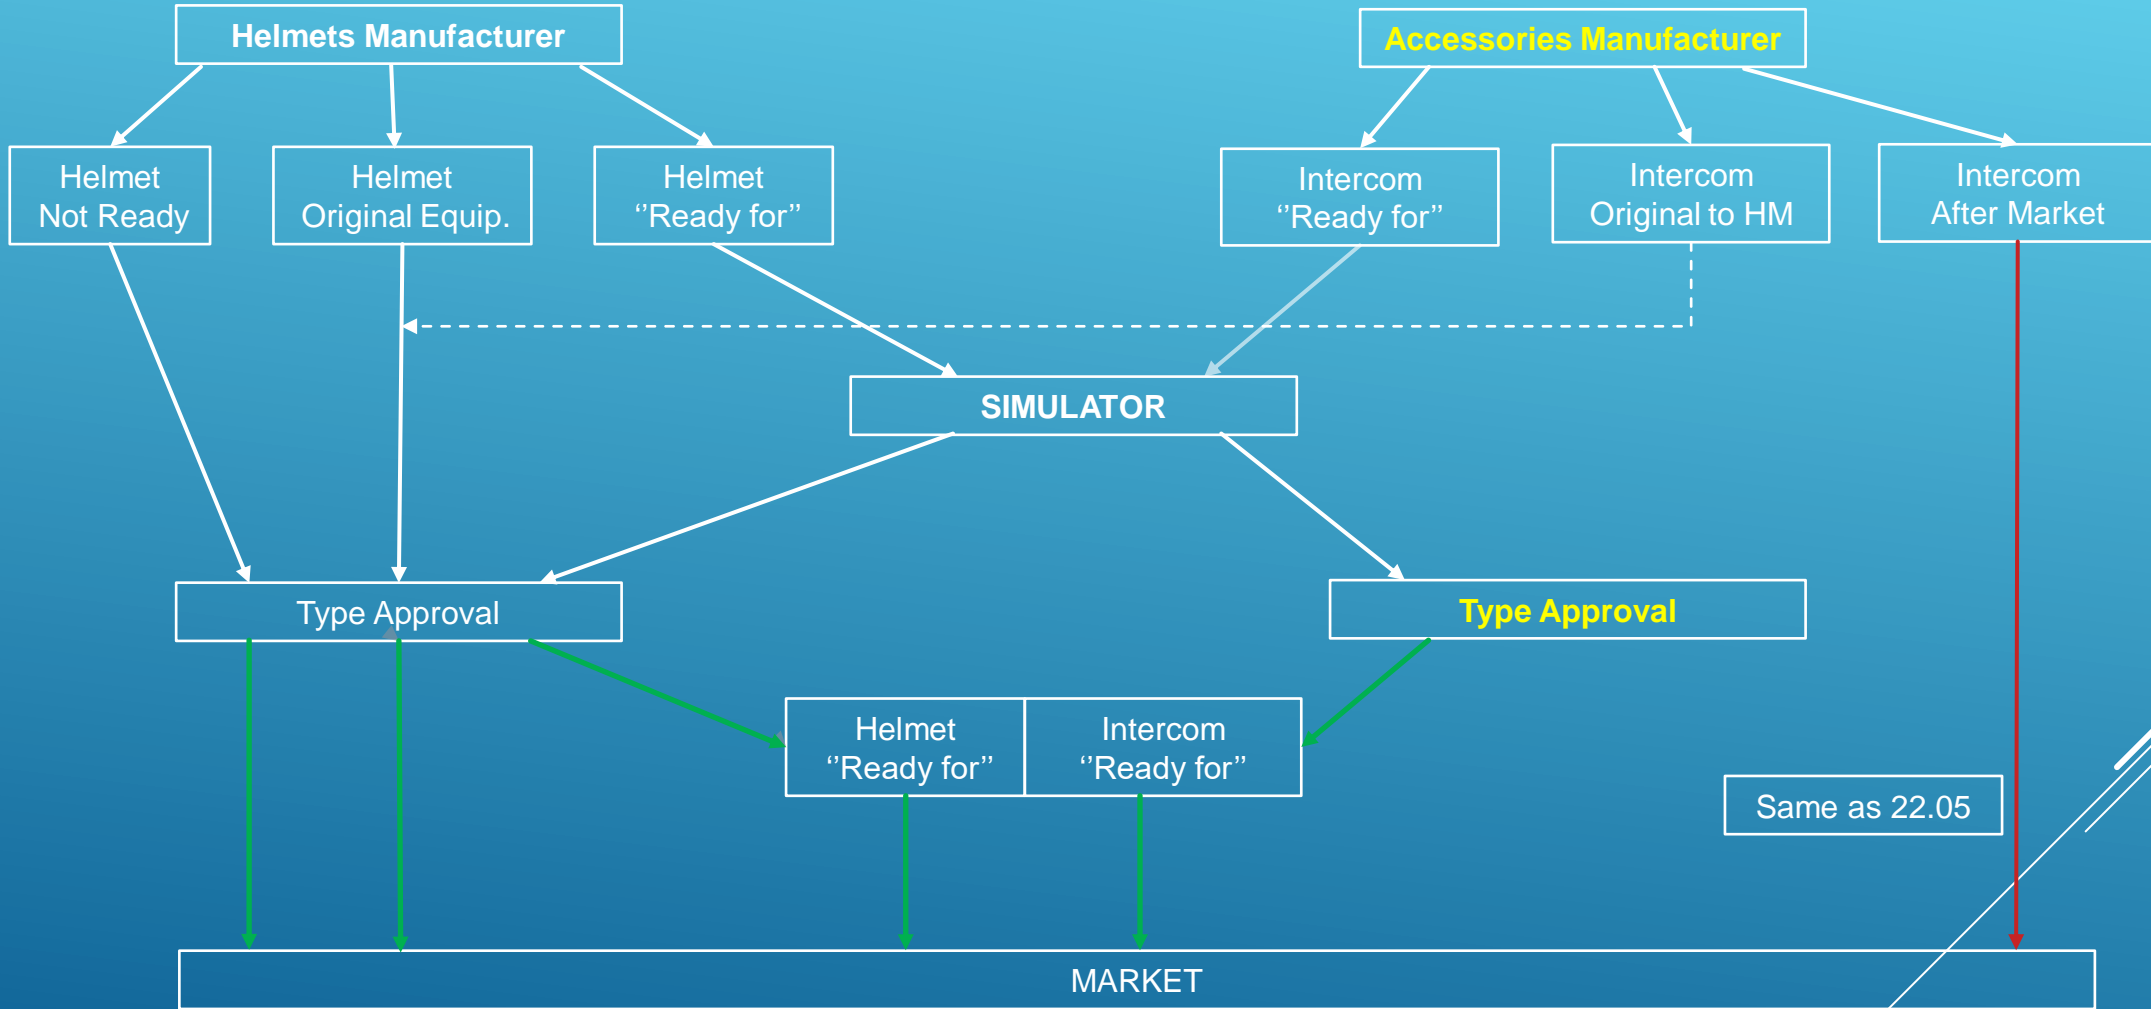 Helmets Manufacturer
Accessories Manufacturer
Helmet
Not Ready
Helmet
Original Equip.
Helmet
‘’Ready for’’
Intercom
‘’Ready for’’
Intercom
Original to HM
Intercom
After Market
SIMULATOR
Type Approval
Type Approval
Helmet
‘’Ready for’’
Intercom
‘’Ready for’’
Same as 22.05
MARKET